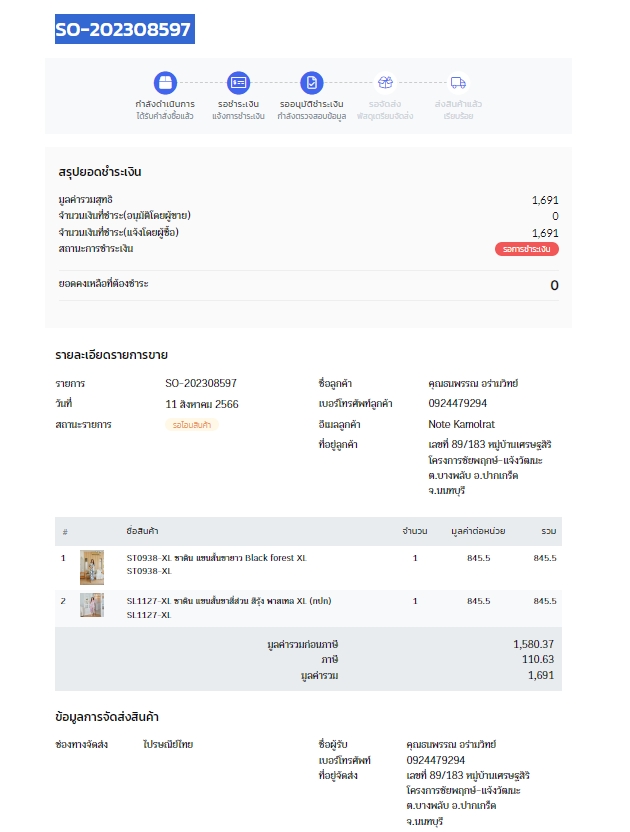 SO-202308597
กำลังดำเนินการ รอชำระเงิน รออนุมัติชำระเงิน รอจัดส่ง ส่งสินค้าแล้ว
ได้รับคำสั่งซื้อแล้ว แจ้งการชำระเงิน กำลังตรวจสอบข้อมูล พัสดุเตรียมจัดส่ง เรียบร้อย
สรุปยอดชำระเงิน
มูลค่ารวมสุทธิ 1,691
จำนวนเงินที่ชำระ(อนุมัติโดยผู้ขาย) 0
จำนวนเงินที่ชำระ(แจ้งโดยผู้ซื้อ) 1,691
สถานะการชำระเงิน รอการชำระเงิน
ยอดคงเหลือที่ต้องชำระ 0
รายละเอียดรายการขาย
รายการ SO-202308597 ชื่อลูกค้า คุณธนพรรณ อร่ามวิทย์
วันที่ 11 สิงหาคม 2566 เบอร์โทรศัพท์ลูกค้า 0924479294
สถานะรายการ รอโอนสินค้า อีเมลลูกค้า Note Kamolrat
ที่อยู่ลูกค้า เลขที่ 89/183 หมู่บ้านเศรษฐสิริ
โครงการชัยพฤกษ์-แจ้งวัฒนะ
ต.บางพลับ อ.ปากเกร็ด
จ.นนทบุรี
# ชื่อสินค้า จำนวน มูลค่าต่อหน่วย รวม
1 ST0938-XL ซาติน แขนสั้นขายาว Black forest XL 1 845.5 845.5
ST0938-XL
2 SL1127-XL ซาติน แขนสั้นขาสี่ส่วน สีรุ้ง พาสเทล XL (กปก) 1 845.5 845.5
SL1127-XL
มูลค่ารวมก่อนภาษี 1,580.37
ภาษี 110.63
มูลค่ารวม 1,691
ข้อมูลการจัดส่งสินค้า
ช่องทางจัดส่ง ไปรษณีย์ไทย ชื่อผู้รับ คุณธนพรรณ อร่ามวิทย์
เบอร์โทรศัพท์ 0924479294
ที่อยู่จัดส่ง เลขที่ 89/183 หมู่บ้านเศรษฐสิริ
โครงการชัยพฤกษ์-แจ้งวัฒนะ
ต.บางพลับ อ.ปากเกร็ด
จ.นนทบุรี